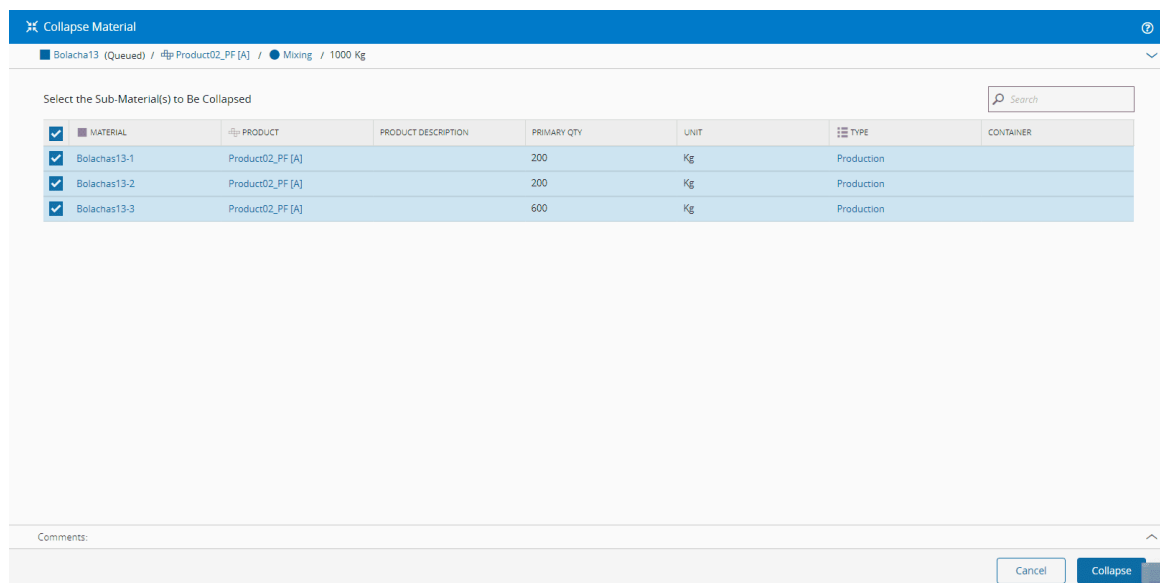 Collapse Material
Bolacha13 (Queued) / Product02_PF [A] / Mixing / 1000 Kg
Select the Sub-Material(s) to Be Collapsed
Search
MATERIAL PRODUCT PRODUCT DESCRIPTION PRIMARY QTY UNIT TYPE CONTAINER
Bolachas13-1 Product02_PF [A] 200 Kg Production
Bolachas13-2 Product02_PF [A] 200 Kg Production
Bolachas13-3 Product02_PF [A] 600 Kg Production
Comments:
Cancel Collapse